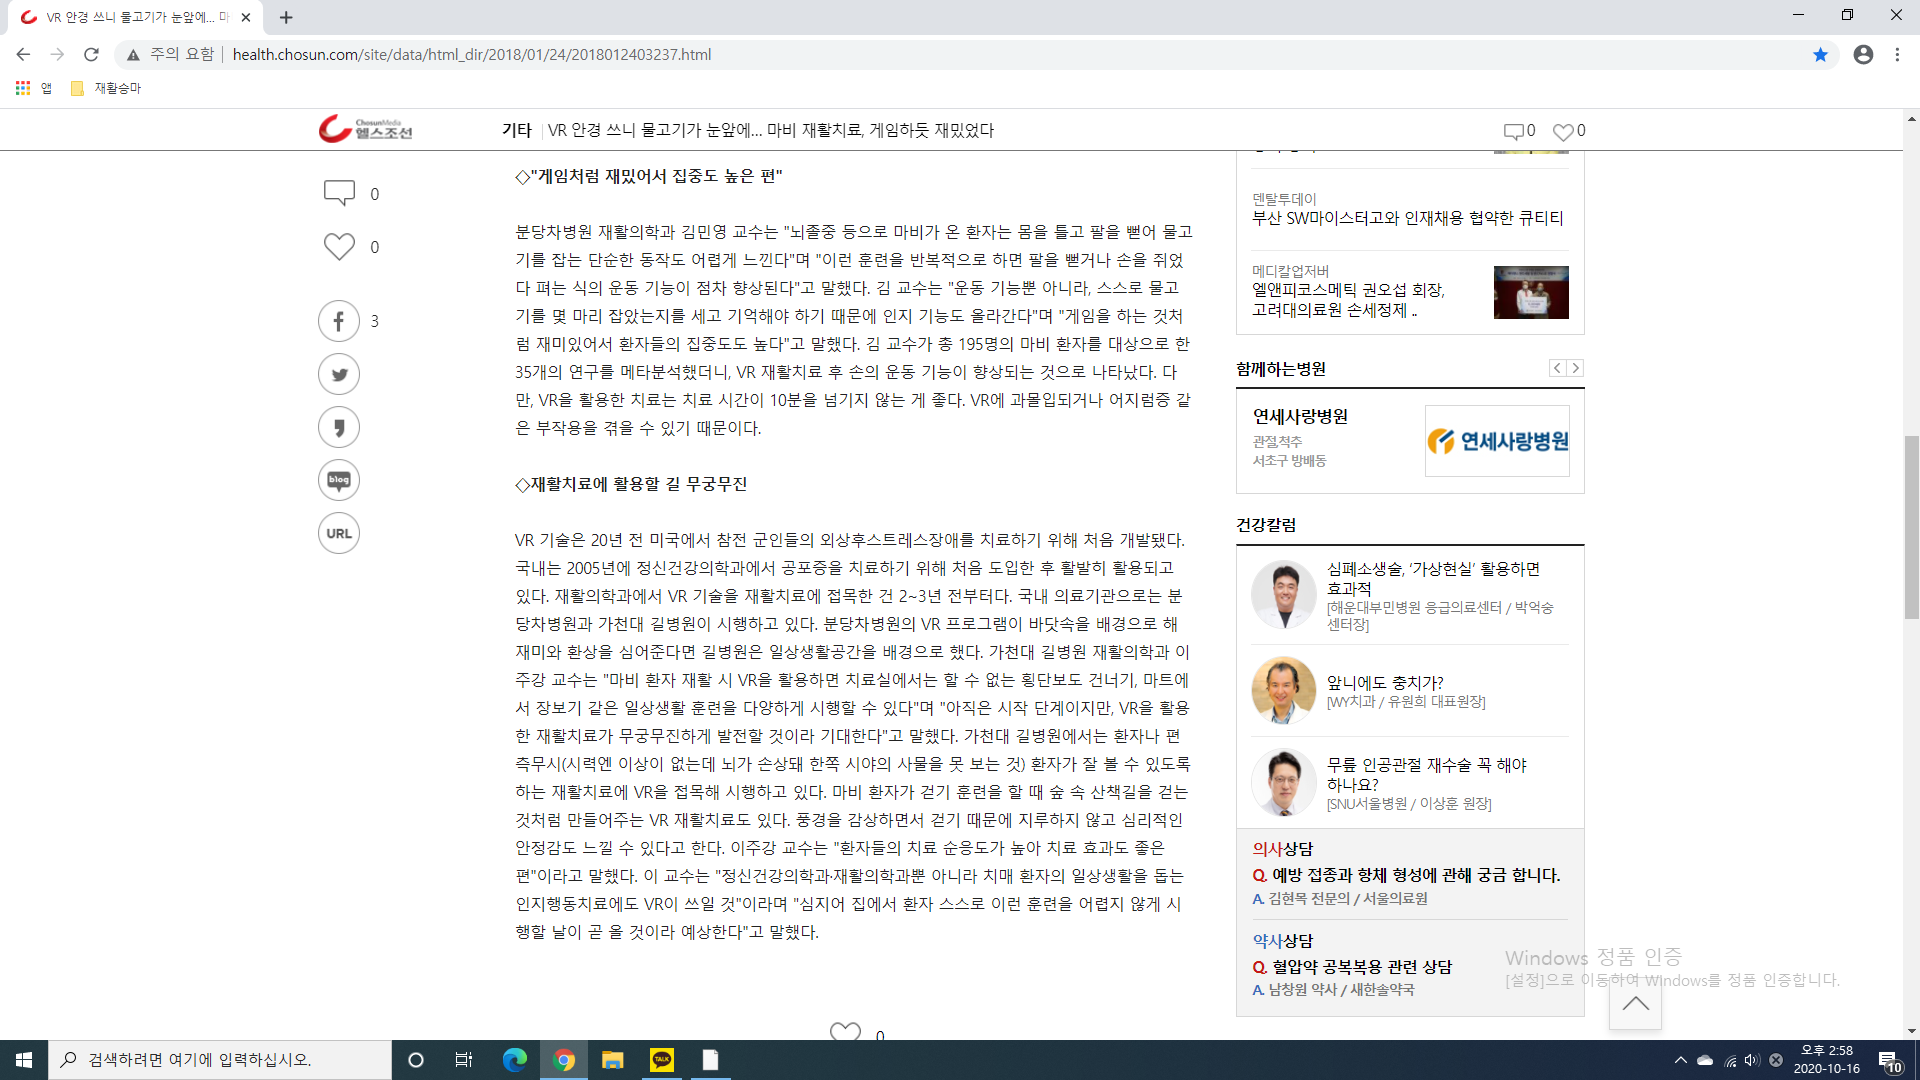 VR 안경 쓰니 물고기가 눈앞에... 마
주의 요함
health.chosun.com/site/data/html_dir/2018/01/24/2018012403237.html
앱
재활승마
ChosunMedia
헬스조선
기타
VR 안경 쓰니 물고기가 눈앞에... 마비 재활치료, 게임하듯 재밌었다
0
0
0
0
3
blog
URL
◇"게임처럼 재밌어서 집중도 높은 편"
분당차병원 재활의학과 김민영 교수는 "뇌졸중 등으로 마비가 온 환자는 몸을 틀고 팔을 뻗어 물고
기를 잡는 단순한 동작도 어렵게 느낀다"며 "이런 훈련을 반복적으로 하면 팔을 뻗거나 손을 쥐었
다 펴는 식의 운동 기능이 점차 향상된다"고 말했다. 김 교수는 "운동 기능뿐 아니라, 스스로 물고
기를 몇 마리 잡았는지를 세고 기억해야 하기 때문에 인지 기능도 올라간다"며 "게임을 하는 것처
럼 재미있어서 환자들의 집중도도 높다"고 말했다. 김 교수가 총 195명의 마비 환자를 대상으로 한
35개의 연구를 메타분석했더니, VR 재활치료 후 손의 운동 기능이 향상되는 것으로 나타났다. 다
만, VR을 활용한 치료는 치료 시간이 10분을 넘기지 않는 게 좋다. VR에 과몰입되거나 어지럼증 같
은 부작용을 겪을 수 있기 때문이다.
◇재활치료에 활용할 길 무궁무진
VR 기술은 20년 전 미국에서 참전 군인들의 외상후스트레스장애를 치료하기 위해 처음 개발됐다.
국내는 2005년에 정신건강의학과에서 공포증을 치료하기 위해 처음 도입한 후 활발히 활용되고
있다. 재활의학과에서 VR 기술을 재활치료에 접목한 건 2~3년 전부터다. 국내 의료기관으로는 분
당차병원과 가천대 길병원이 시행하고 있다. 분당차병원의 VR 프로그램이 바닷속을 배경으로 해
재미와 환상을 심어준다면 길병원은 일상생활공간을 배경으로 했다. 가천대 길병원 재활의학과 이
주강 교수는 "마비 환자 재활 시 VR을 활용하면 치료실에서는 할 수 없는 횡단보도 건너기, 마트에
서 장보기 같은 일상생활 훈련을 다양하게 시행할 수 있다"며 "아직은 시작 단계이지만, VR을 활용
한 재활치료가 무궁무진하게 발전할 것이라 기대한다"고 말했다. 가천대 길병원에서는 환자나 편
측무시(시력엔 이상이 없는데 뇌가 손상돼 한쪽 시야의 사물을 못 보는 것) 환자가 잘 볼 수 있도록
하는 재활치료에 VR을 접목해 시행하고 있다. 마비 환자가 걷기 훈련을 할 때 숲 속 산책길을 걷는
것처럼 만들어주는 VR 재활치료도 있다. 풍경을 감상하면서 걷기 때문에 지루하지 않고 심리적인
안정감도 느낄 수 있다고 한다. 이주강 교수는 "환자들의 치료 순응도가 높아 치료 효과도 좋은
편"이라고 말했다. 이 교수는 "정신건강의학과·재활의학과뿐 아니라 치매 환자의 일상생활을 돕는
인지행동치료에도 VR이 쓰일 것"이라며 "심지어 집에서 환자 스스로 이런 훈련을 어렵지 않게 시
행할 날이 곧 올 것이라 예상한다"고 말했다.
0
덴탈투데이
부산 SW마이스터고와 인재채용 협약한 큐티티
메디칼업저버
엘앤피코스메틱 권오섭 회장,
고려대의료원 손세정제 ..
함께하는병원
연세사랑병원
관절,척추
서초구 방배동
연세사랑병원
건강칼럼
심폐소생술, ‘가상현실’ 활용하면
효과적
[해운대부민병원 응급의료센터 / 박억숭
센터장]
앞니에도 충치가?
[WY치과 / 유원희 대표원장]
무릎 인공관절 재수술 꼭 해야
하나요?
[SNU서울병원 / 이상훈 원장]
의사상담
Q. 예방 접종과 항체 형성에 관해 궁금 합니다.
A. 김현목 전문의 / 서울의료원
약사상담
Q. 혈압약 공복복용 관련 상담
A. 남창원 약사 / 새한솔약국
Windows 정품 인증
[설정]으로 이동하여 Windows를 정품 인증합니다.
검색하려면 여기에 입력하십시오.
TALK
오후 2:58
2020-10-16
10